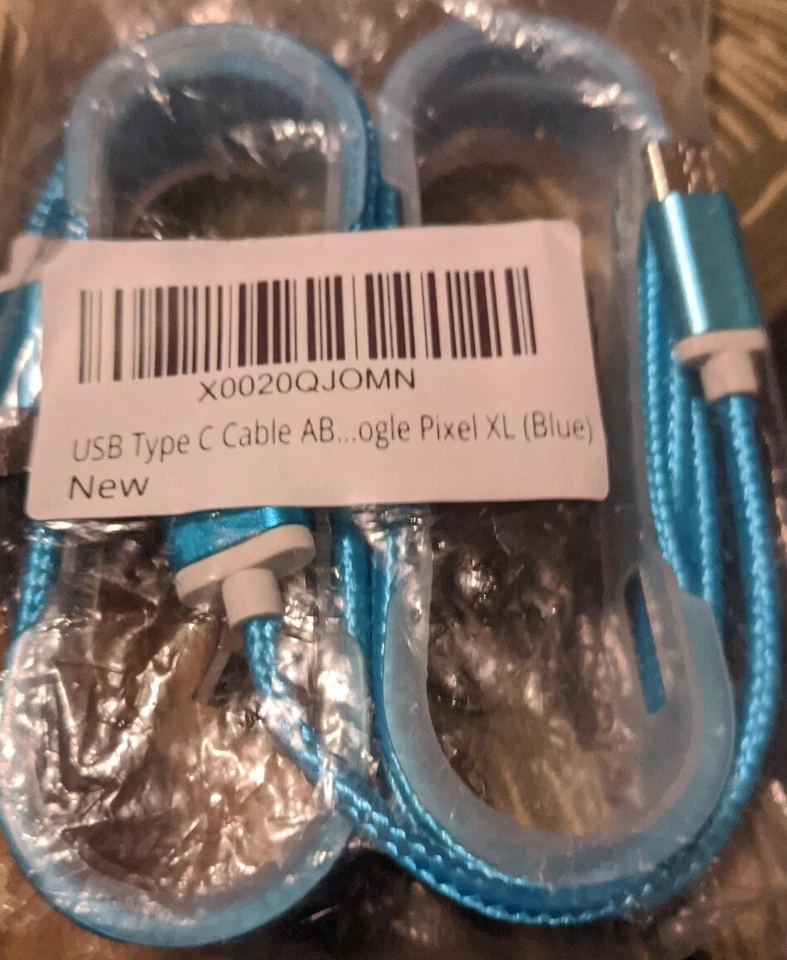 X0020QJOMN
USB Type C Cable AB...ogle Pixel XL (Blue)
New